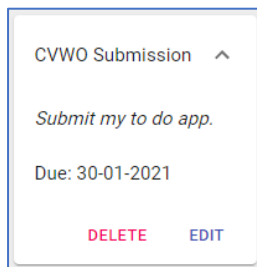 CVWO Submission
Submit my to do app.
Due: 30-01-2021
DELETE EDIT